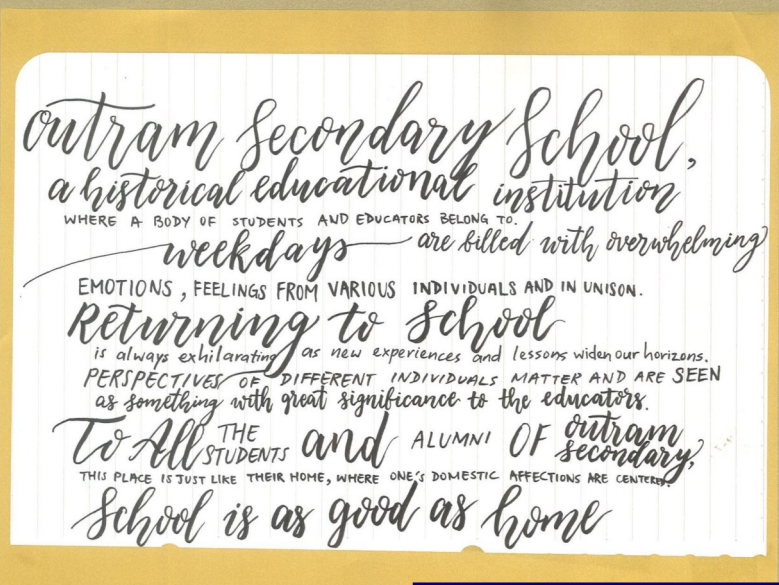 outram Secondary School,
a historical educational institution
WHERE A BODY OF STUDENTS AND EDUCATORS BELONG TO.
weekdays are filled with overwhelming
EMOTIONS, FEELINGS FROM VARIOUS INDIVIDUALS AND IN UNISON.
Returning to School
is always exhilarating as new experiences and lessons widen our horizons.
PERSPECTIVES OF DIFFERENT INDIVIDUALS MATTER AND ARE SEEN
as something with great significance to the educators.
To All THE STUDENTS and ALUMNI OF outram secondary,
THIS PLACE IS JUST LIKE THEIR HOME, WHERE ONE'S DOMESTIC AFFECTIONS ARE CENTERED.
School is as good as home